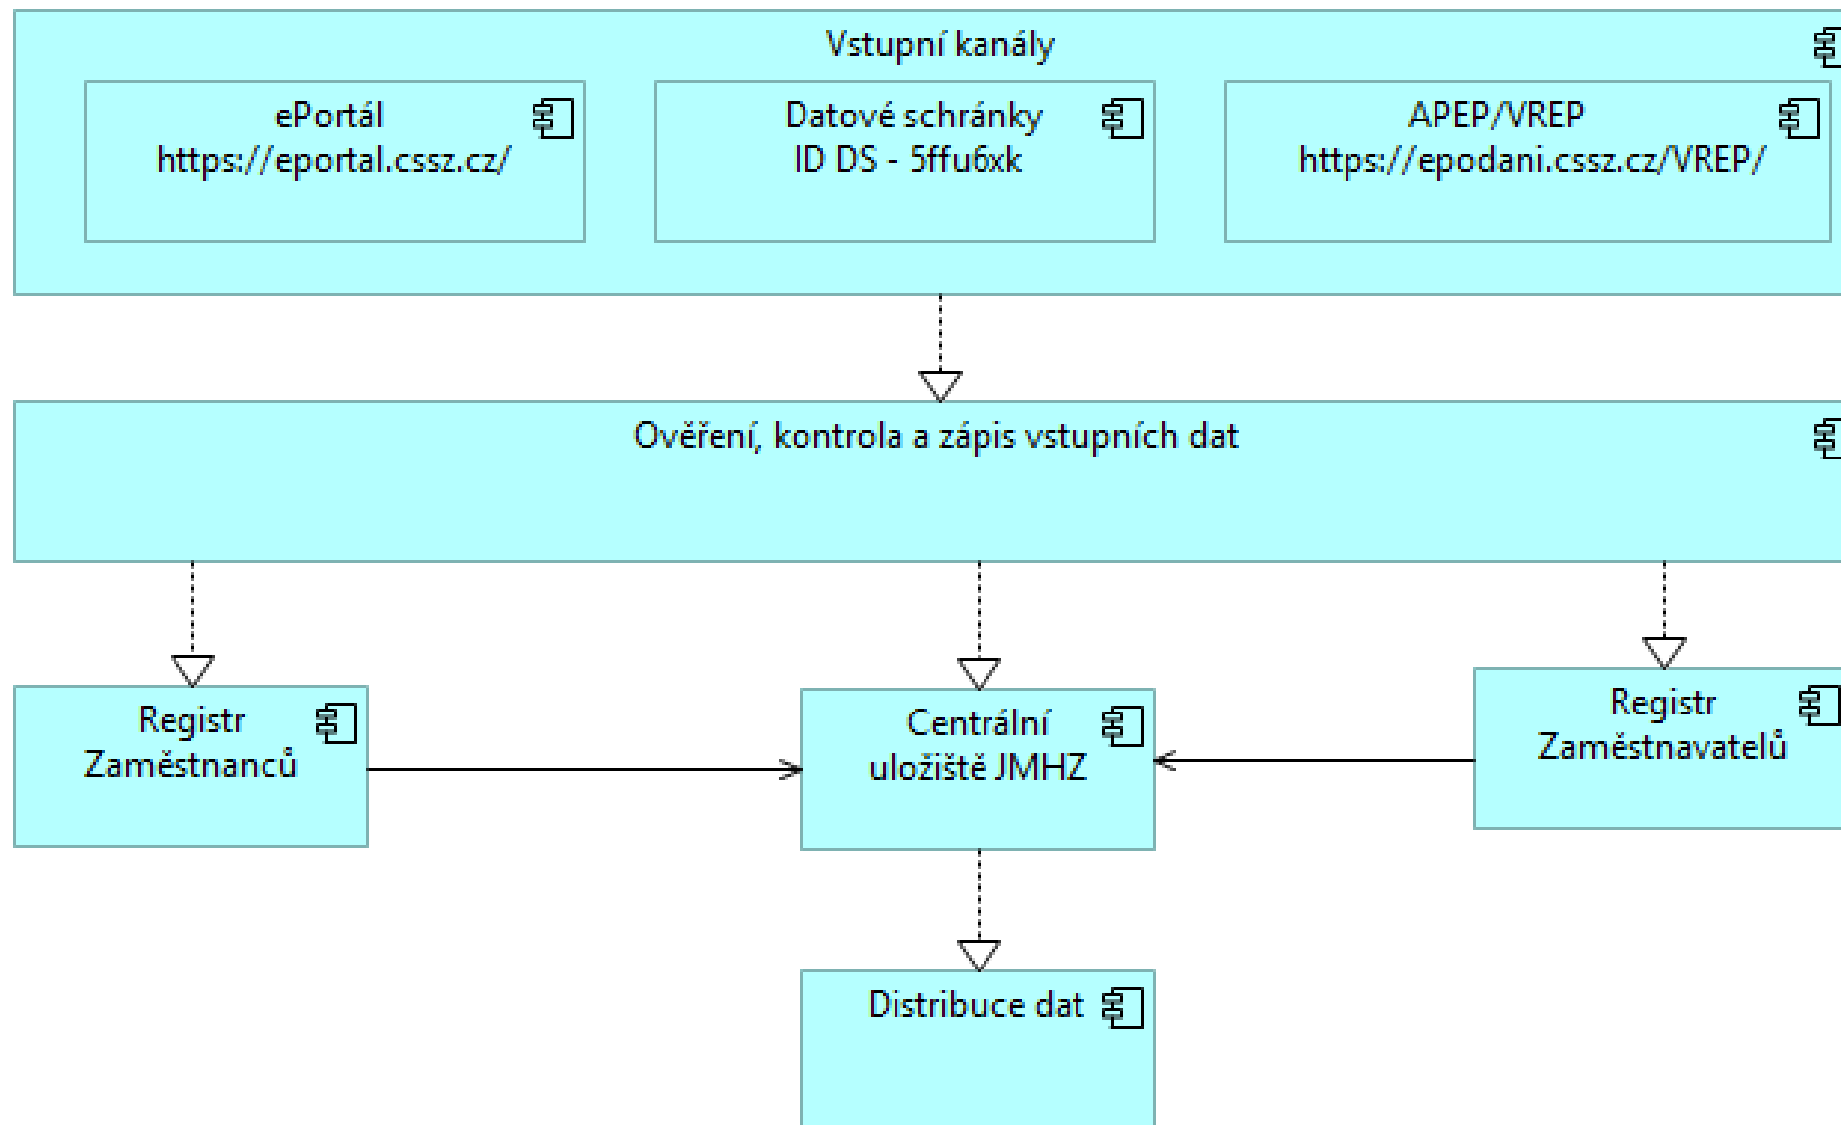 Vstupní kanály
ePortál
https://eportal.cssz.cz/
Datové schránky
ID DS - 5ffu6xk
APEP/VREP
https://epodani.cssz.cz/VREP/
Ověření, kontrola a zápis vstupních dat
Registr
Zaměstnanců
Centrální
uložiště JMHZ
Registr
Zaměstnavatelů
Distribuce dat